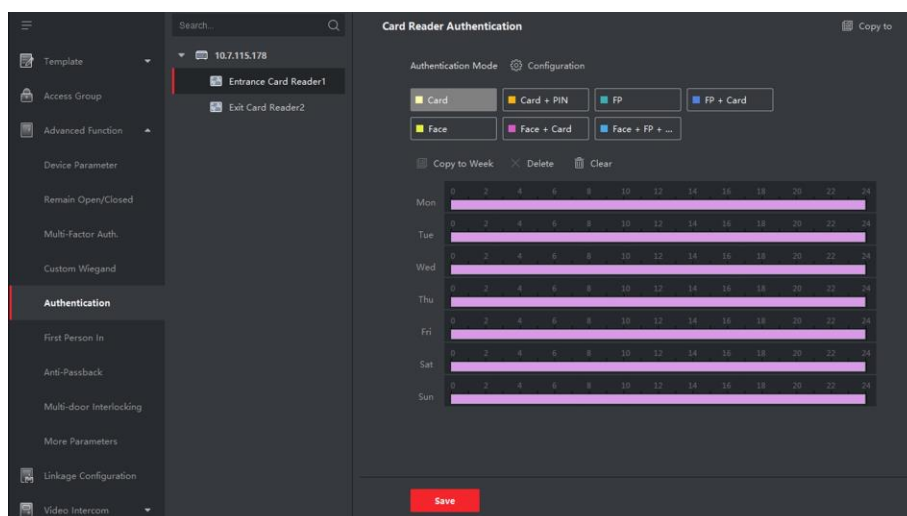 Search...
Card Reader Authentication
Copy to
Template
Access Group
Advanced Function
Device Parameter
Remain Open/Closed
Multi-Factor Auth.
Custom Wiegand
Authentication
First Person In
Anti-Passback
Multi-door Interlocking
More Parameters
Linkage Configuration
Video Intercom
10.7.115.178
Entrance Card Reader1
Exit Card Reader2
Authentication Mode Configuration
Card Card + PIN FP FP + Card
Face Face + Card Face + FP + ...
Copy to Week Delete Clear
0 2 4 6 8 10 12 14 16 18 20 22 24
Mon
0 2 4 6 8 10 12 14 16 18 20 22 24
Tue
0 2 4 6 8 10 12 14 16 18 20 22 24
Wed
0 2 4 6 8 10 12 14 16 18 20 22 24
Thu
0 2 4 6 8 10 12 14 16 18 20 22 24
Fri
0 2 4 6 8 10 12 14 16 18 20 22 24
Sat
0 2 4 6 8 10 12 14 16 18 20 22 24
Sun
Save